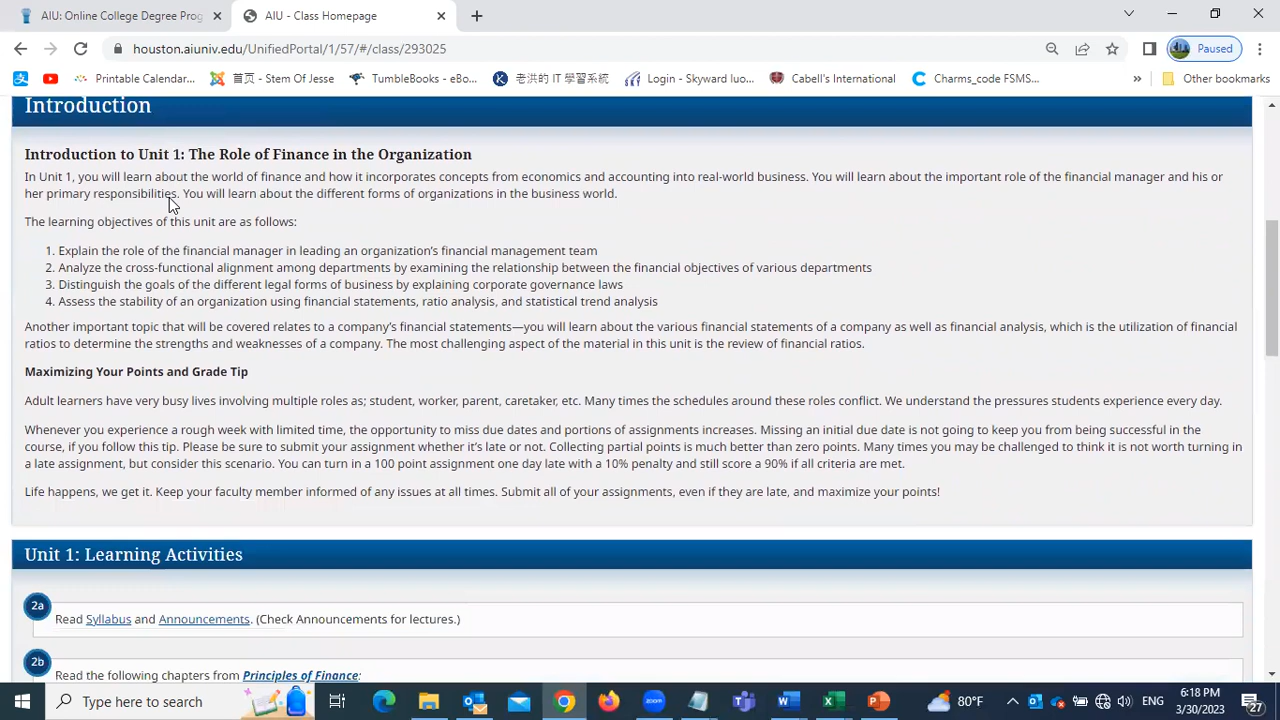 AIU: Online College Degree Prog
AIU - Class Homepage
houston.aiuniv.edu/UnifiedPortal/1/57/#/class/293025
Paused
Printable Calendar...
首页 - Stem Of Jesse
TumbleBooks - eBo...
老洪的 IT 學習系統
Login - Skyward luo...
Cabell's International
Charms_code FSMS...
»
Other bookmarks
Introduction
Introduction to Unit 1: The Role of Finance in the Organization
In Unit 1, you will learn about the world of finance and how it incorporates concepts from economics and accounting into real-world business. You will learn about the important role of the financial manager and his or
her primary responsibilities. You will learn about the different forms of organizations in the business world.
The learning objectives of this unit are as follows:
1. Explain the role of the financial manager in leading an organization’s financial management team
2. Analyze the cross-functional alignment among departments by examining the relationship between the financial objectives of various departments
3. Distinguish the goals of the different legal forms of business by explaining corporate governance laws
4. Assess the stability of an organization using financial statements, ratio analysis, and statistical trend analysis
Another important topic that will be covered relates to a company’s financial statements—you will learn about the various financial statements of a company as well as financial analysis, which is the utilization of financial
ratios to determine the strengths and weaknesses of a company. The most challenging aspect of the material in this unit is the review of financial ratios.
Maximizing Your Points and Grade Tip
Adult learners have very busy lives involving multiple roles as; student, worker, parent, caretaker, etc. Many times the schedules around these roles conflict. We understand the pressures students experience every day.
Whenever you experience a rough week with limited time, the opportunity to miss due dates and portions of assignments increases. Missing an initial due date is not going to keep you from being successful in the
course, if you follow this tip. Please be sure to submit your assignment whether it’s late or not. Collecting partial points is much better than zero points. Many times you may be challenged to think it is not worth turning in
a late assignment, but consider this scenario. You can turn in a 100 point assignment one day late with a 10% penalty and still score a 90% if all criteria are met.
Life happens, we get it. Keep your faculty member informed of any issues at all times. Submit all of your assignments, even if they are late, and maximize your points!
Unit 1: Learning Activities
2a
Read Syllabus and Announcements. (Check Announcements for lectures.)
2b
Read the following chapters from Principles of Finance:
Type here to search
80°F
ENG
6:18 PM
3/30/2023
27